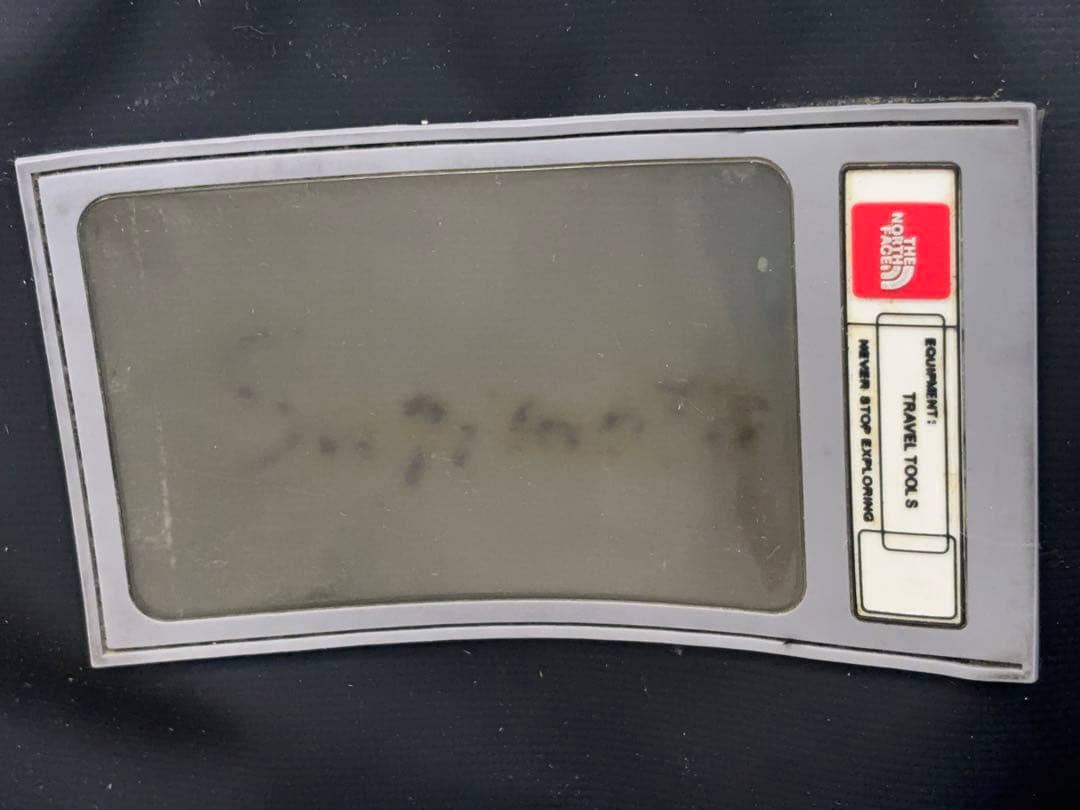 THE
NORTH
FACE
EQUIPMENT:
TRAVEL TOOLS
NEVER STOP EXPLORING